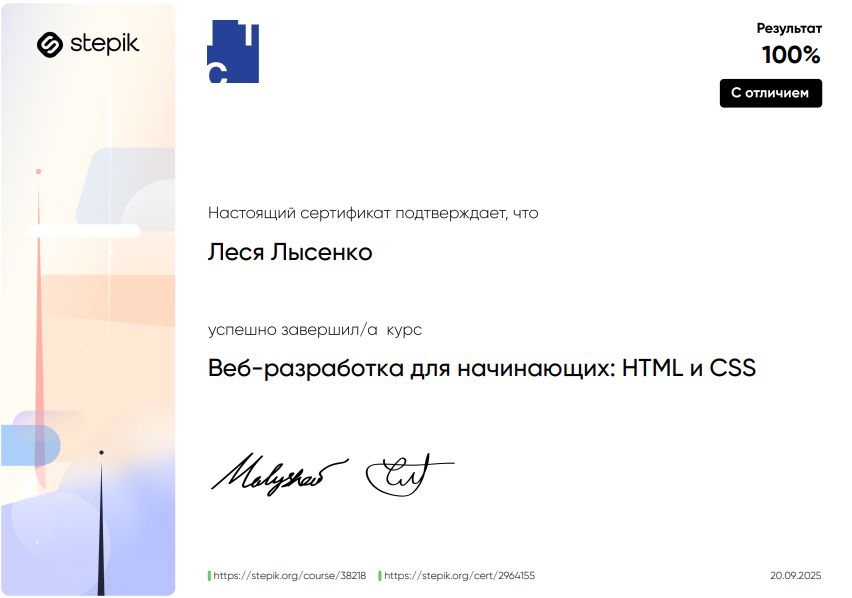 stepik
Т
С
Результат
100%
С отличием
Настоящий сертификат подтверждает, что
Леся Лысенко
успешно завершил/а курс
Веб-разработка для начинающих: HTML и CSS
Malyshev
https://stepik.org/course/38218 https://stepik.org/cert/2964155
20.09.2025